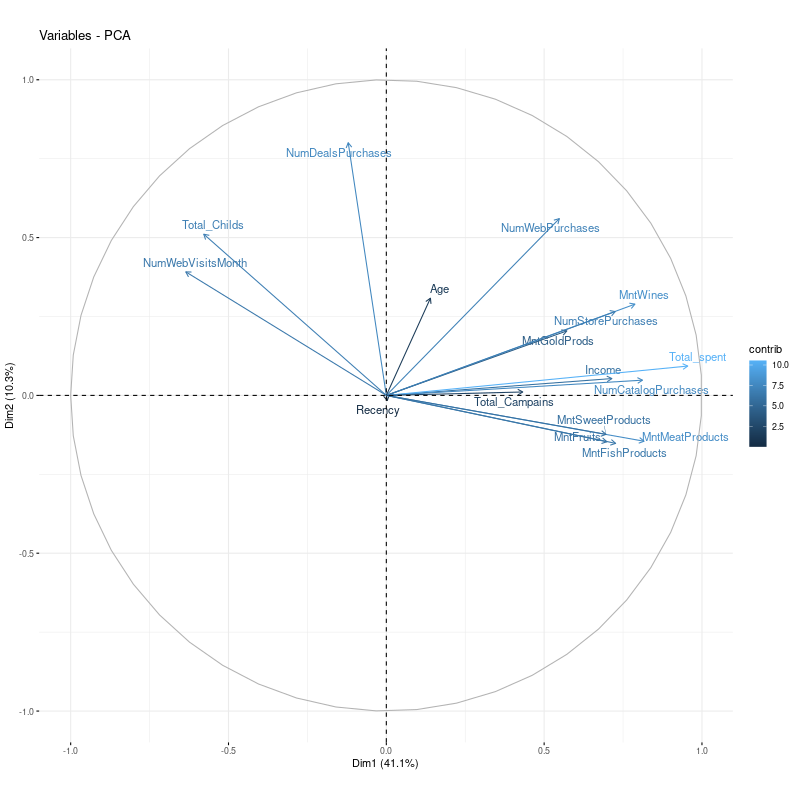 Variables - PCA
1.0
NumDealsPurchases
Total_Childs
NumWebPurchases
0.5
NumWebVisitsMonth
Age
MntWines
NumStorePurchases
MntGoldProds
Total_spent
Income
NumCatalogPurchases
0.0
Total_Campains
Recency
MntSweetProducts
MntFruits
MntMeatProducts
MntFishProducts
-0.5
-1.0
-1.0 -0.5 0.0 0.5 1.0
Dim1 (41.1%)
Dim2 (10.3%)
contrib
10.0
7.5
5.0
2.5